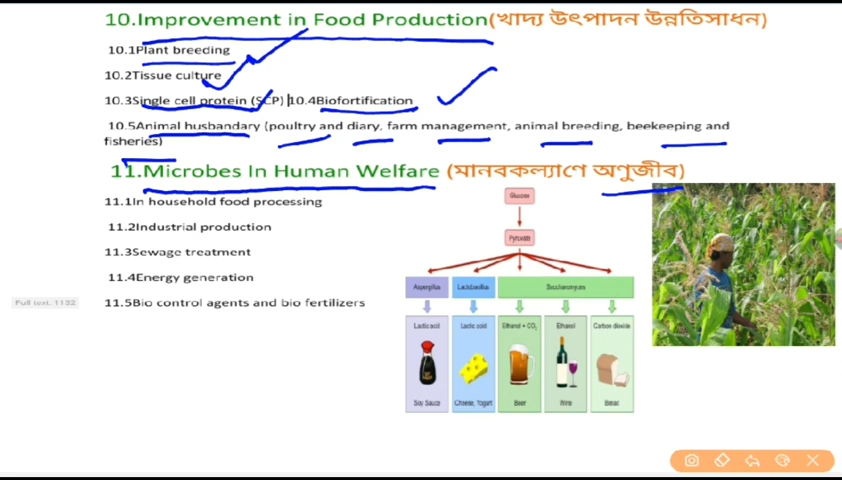 10.Improvement in Food Production(খাদ্য উৎপাদন উন্নতিসাধন)
10.1Plant breeding
10.2Tissue culture
10.3Single cell protein (SCP) 10.4Biofortification
10.5Animal husbandary (poultry and diary, farm management, animal breeding, beekeeping and
fisheries)
11.Microbes In Human Welfare (মানবকল্যাণে অণুজীব)
11.1In household food processing
11.2Industrial production
11.3Sewage treatment
11.4Energy generation
11.5Bio control agents and bio fertilizers
Full text. 1132
Glucose
Pyruvate
Aspergillus Lactobacillus Saccharomyces
Lactic acid Lactic acid Ethanol + CO2 Ethanol Carbon dioxide
Soy Sauce Cheese, Yogurt Beer Wine Bread